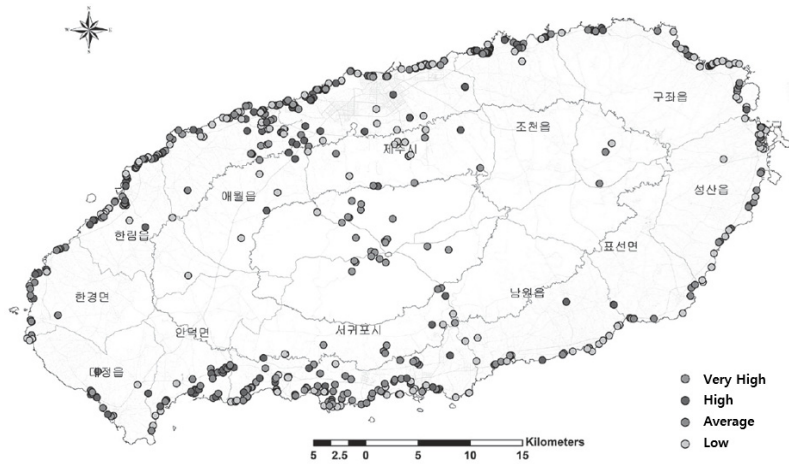 N
W
E
S
구좌읍
조천읍
제주시
성산읍
애월읍
한림읍
표선면
한경면
남원읍
안덕면
서귀포시
대정읍
Very High
High
Average
Low
5 2.5 0 5 10 15
Kilometers